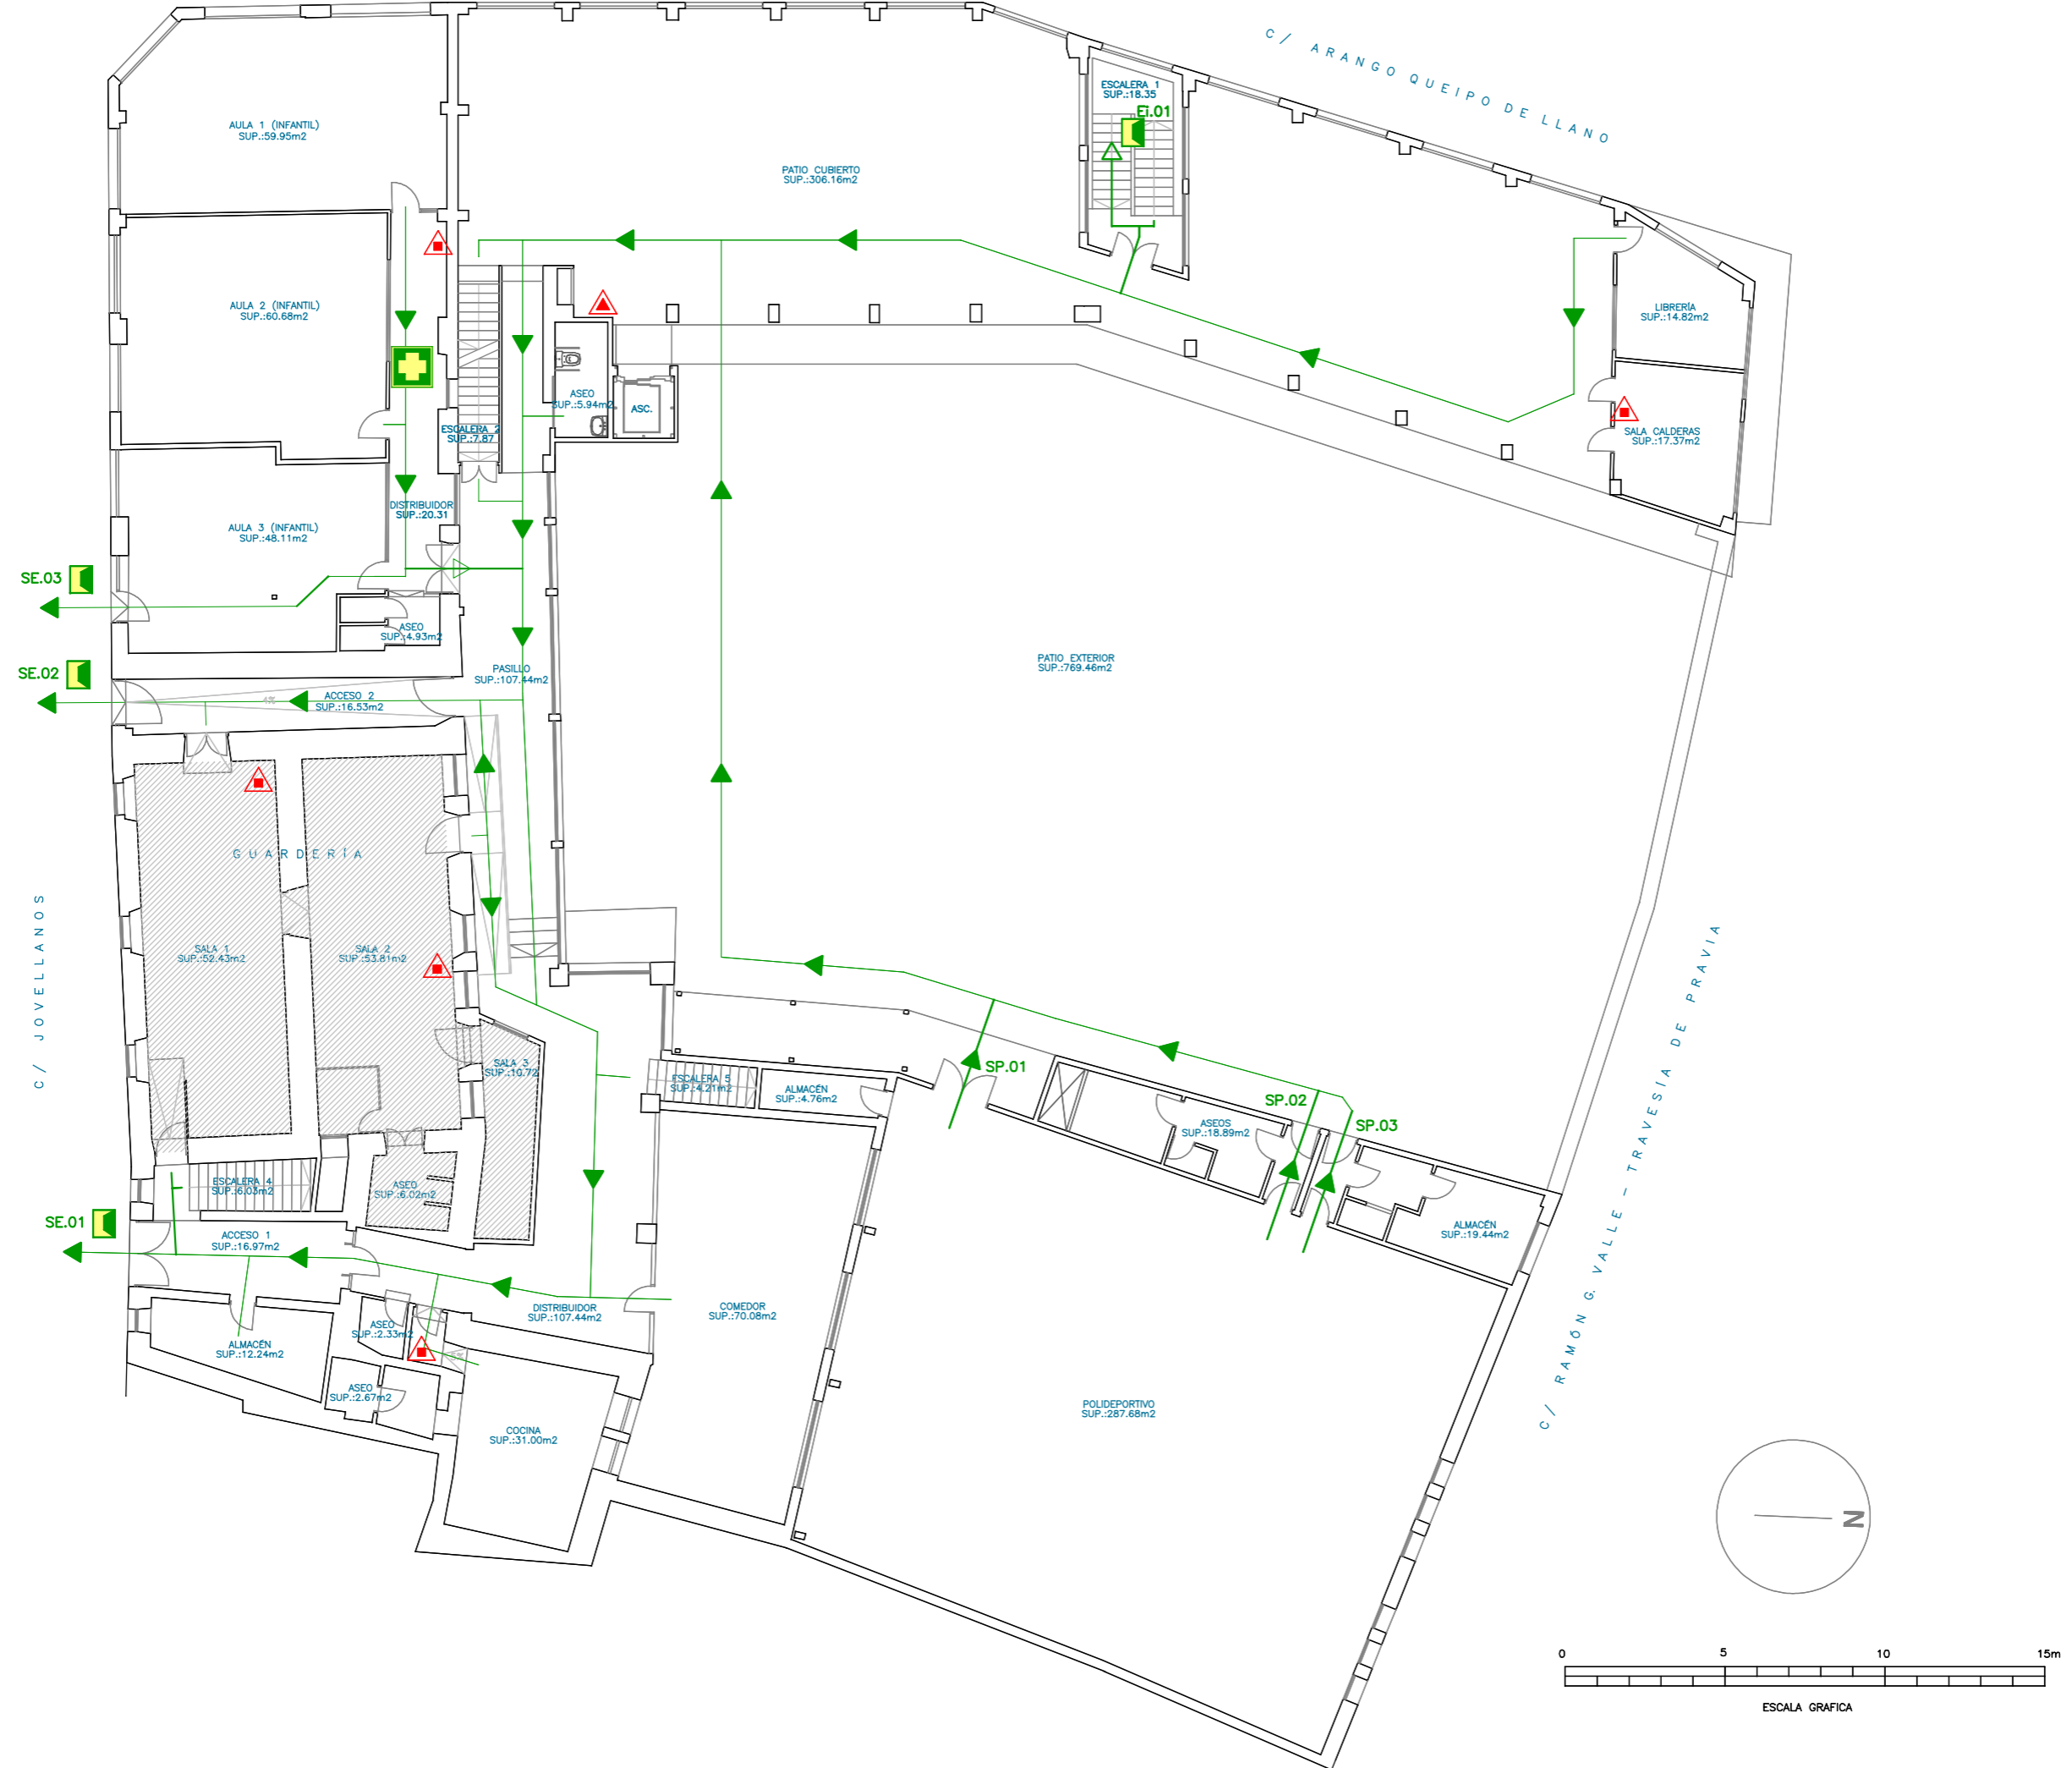 C/ ARANGO QUEIPO DE LLANO
ESCALERA 1
SUP.:18.35
Ei.01
AULA 1 (INFANTIL)
SUP.:59.95m2
PATIO CUBIERTO
SUP.:306.16m2
AULA 2 (INFANTIL)
SUP.:60.68m2
LIBRERÍA
SUP.:14.82m2
ASEO
SUP.:5.94m2
ASC.
ESCALERA 2
SUP.:7.87
SALA CALDERAS
SUP.:17.37m2
DISTRIBUIDOR
SUP.:20.31
AULA 3 (INFANTIL)
SUP.:48.11m2
SE.03
ASEO
SUP.:4.93m2
SE.02
PASILLO
SUP.:107.44m2
PATIO EXTERIOR
SUP.:769.46m2
ACCESO 2
SUP.:16.53m2
GUARDERÍA
C/ JOVELLANOS
SALA 1
SUP.:52.43m2
SALA 2
SUP.:53.81m2
SALA 3
SUP.:10.72
C/ RAMÓN G. VALLE - TRAVESIA DE PRAVIA
SP.01
ESCALERA 5
SUP.:4.21m2
ALMACÉN
SUP.:4.76m2
SP.02
SP.03
ASEOS
SUP.:18.89m2
ESCALERA 4
SUP.:6.03m2
ASEO
SUP.:6.02m2
SE.01
ACCESO 1
SUP.:16.97m2
ALMACÉN
SUP.:19.44m2
DISTRIBUIDOR
SUP.:107.44m2
COMEDOR
SUP.:70.08m2
ASEO
SUP.:2.33m2
ALMACÉN
SUP.:12.24m2
ASEO
SUP.:2.67m2
COCINA
SUP.:31.00m2
POLIDEPORTIVO
SUP.:287.68m2
N
0 5 10 15m
ESCALA GRAFICA